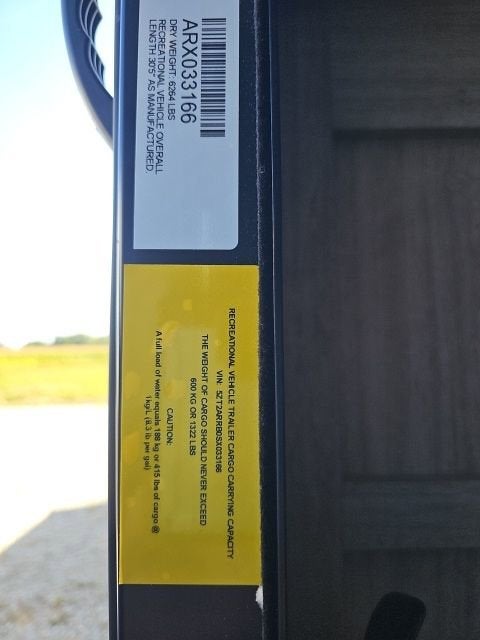 ARX033166
DRY WEIGHT: 6264 LBS
RECREATIONAL VEHICLE OVERALL
LENGTH 30'5" AS MANUFACTURED
RECREATIONAL VEHICLE TRAILER CARGO CARRYING CAPACITY
VIN: 5ZT2ARRB0SX033166
THE WEIGHT OF CARGO SHOULD NEVER EXCEED
600 KG OR 1322 LBS
CAUTION:
A full load of water equals 188 kg or 415 lbs of cargo @
1kg/L (8.3 lb per gal)